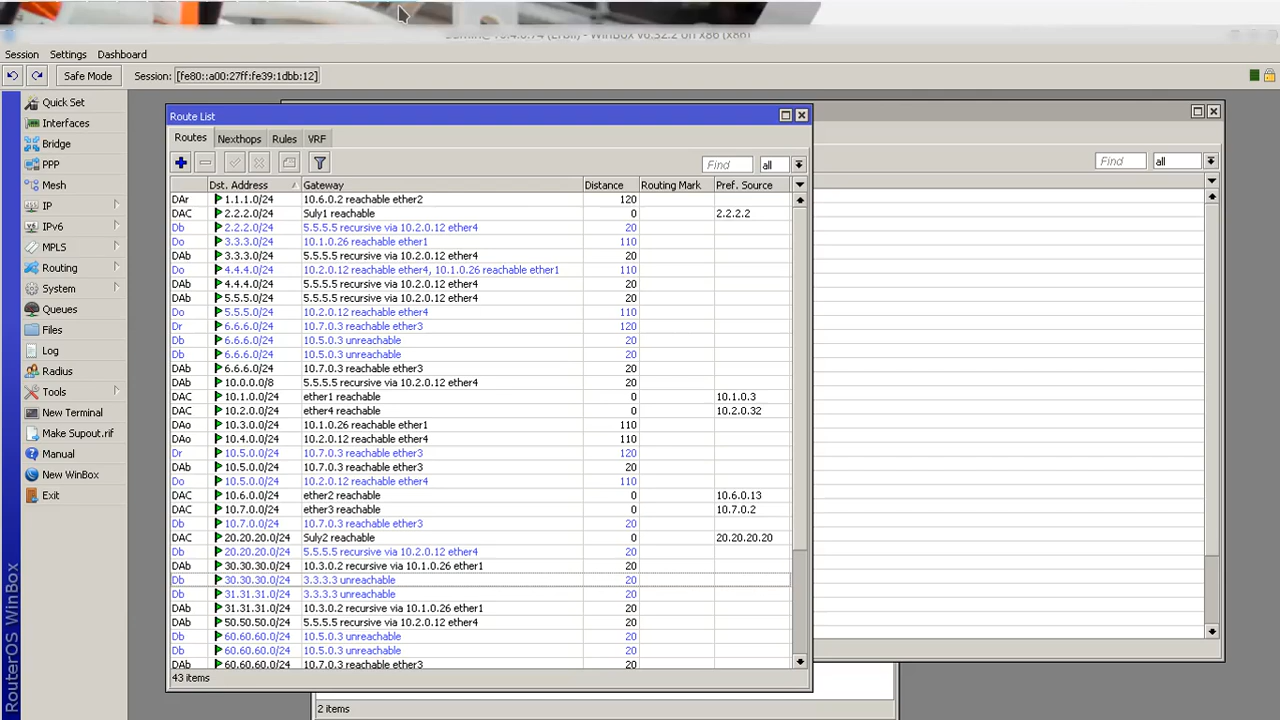 admin@10.4.0.74 (Erbil) - WinBox v6.32.2 on x86 (x86)
Session Settings Dashboard
Safe Mode Session: [fe80::a00:27ff:fe39:1dbb:12]
Quick Set
Interfaces
Bridge
PPP
Mesh
IP
IPv6
MPLS
Routing
System
Queues
Files
Log
Radius
Tools
New Terminal
Make Supout.rif
Manual
New WinBox
Exit
RouterOS WinBox
Route List
Routes Nexthops Rules VRF
Find all
Dst. Address Gateway Distance Routing Mark Pref. Source
DAr 1.1.1.0/24 10.6.0.2 reachable ether2 120
DAC 2.2.2.0/24 Suly1 reachable 0 2.2.2.2
Db 2.2.2.0/24 5.5.5.5 recursive via 10.2.0.12 ether4 20
Do 3.3.3.0/24 10.1.0.26 reachable ether1 110
DAb 3.3.3.0/24 5.5.5.5 recursive via 10.2.0.12 ether4 20
Do 4.4.4.0/24 10.2.0.12 reachable ether4, 10.1.0.26 reachable ether1 110
DAb 4.4.4.0/24 5.5.5.5 recursive via 10.2.0.12 ether4 20
DAb 5.5.5.0/24 5.5.5.5 recursive via 10.2.0.12 ether4 20
Do 5.5.5.0/24 10.2.0.12 reachable ether4 110
Dr 6.6.6.0/24 10.7.0.3 reachable ether3 120
Db 6.6.6.0/24 10.5.0.3 unreachable 20
Db 6.6.6.0/24 10.5.0.3 unreachable 20
DAb 6.6.6.0/24 10.7.0.3 reachable ether3 20
DAb 10.0.0.0/8 5.5.5.5 recursive via 10.2.0.12 ether4 20
DAC 10.1.0.0/24 ether1 reachable 0 10.1.0.3
DAC 10.2.0.0/24 ether4 reachable 0 10.2.0.32
DAo 10.3.0.0/24 10.1.0.26 reachable ether1 110
DAo 10.4.0.0/24 10.2.0.12 reachable ether4 110
Dr 10.5.0.0/24 10.7.0.3 reachable ether3 120
DAb 10.5.0.0/24 10.7.0.3 reachable ether3 20
Do 10.5.0.0/24 10.2.0.12 reachable ether4 110
DAC 10.6.0.0/24 ether2 reachable 0 10.6.0.13
DAC 10.7.0.0/24 ether3 reachable 0 10.7.0.2
Db 10.7.0.0/24 10.7.0.3 reachable ether3 20
DAC 20.20.20.0/24 Suly2 reachable 0 20.20.20.20
Db 20.20.20.0/24 5.5.5.5 recursive via 10.2.0.12 ether4 20
DAb 30.30.30.0/24 10.3.0.2 recursive via 10.1.0.26 ether1 20
Db 30.30.30.0/24 3.3.3.3 unreachable 20
Db 31.31.31.0/24 3.3.3.3 unreachable 20
DAb 31.31.31.0/24 10.3.0.2 recursive via 10.1.0.26 ether1 20
DAb 50.50.50.0/24 5.5.5.5 recursive via 10.2.0.12 ether4 20
Db 60.60.60.0/24 10.5.0.3 unreachable 20
Db 60.60.60.0/24 10.5.0.3 unreachable 20
DAb 60.60.60.0/24 10.7.0.3 reachable ether3 20
43 items
Find all
2 items